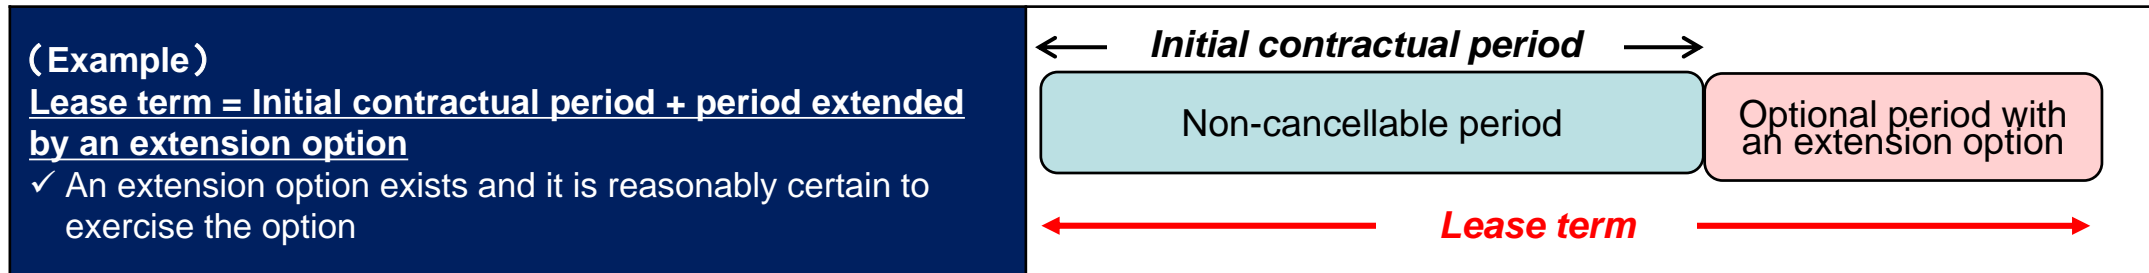 （Example）
Lease term = Initial contractual period + period extended
by an extension option
✓ An extension option exists and it is reasonably certain to
exercise the option
Initial contractual period
Non-cancellable period
Optional period with
an extension option
Lease term